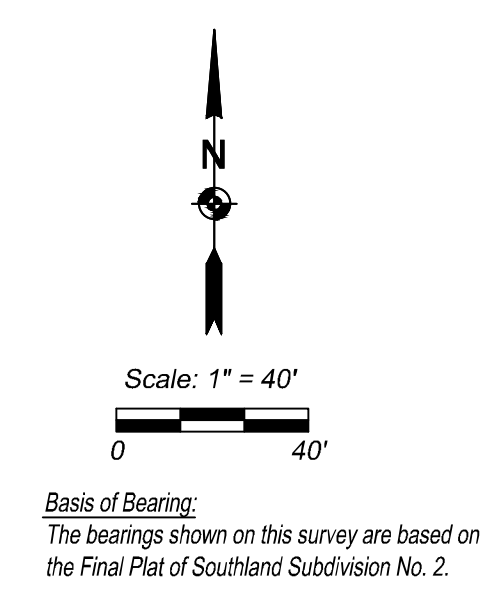 N
Scale: 1" = 40'
0 40'
Basis of Bearing:
The bearings shown on this survey are based on
the Final Plat of Southland Subdivision No. 2.